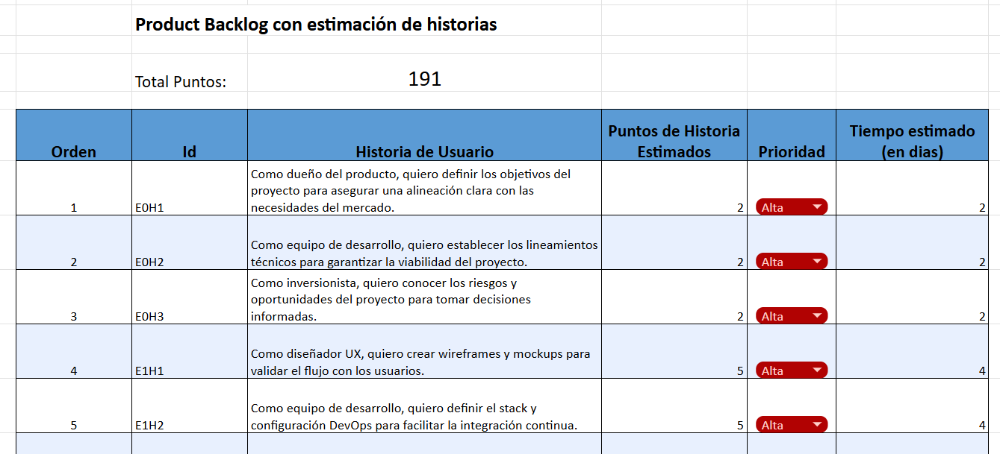 Product Backlog con estimación de historias
Total Puntos: 191
Orden Id Historia de Usuario Puntos de Historia Estimados Prioridad Tiempo estimado (en dias)
1 E0H1 Como dueño del producto, quiero definir los objetivos del
proyecto para asegurar una alineación clara con las
necesidades del mercado. 2 Alta 2
2 E0H2 Como equipo de desarrollo, quiero establecer los lineamientos
técnicos para garantizar la viabilidad del proyecto. 2 Alta 2
3 E0H3 Como inversionista, quiero conocer los riesgos y
oportunidades del proyecto para tomar decisiones
informadas. 2 Alta 2
4 E1H1 Como diseñador UX, quiero crear wireframes y mockups para
validar el flujo con los usuarios. 5 Alta 4
5 E1H2 Como equipo de desarrollo, quiero definir el stack y
configuración DevOps para facilitar la integración continua. 5 Alta 4